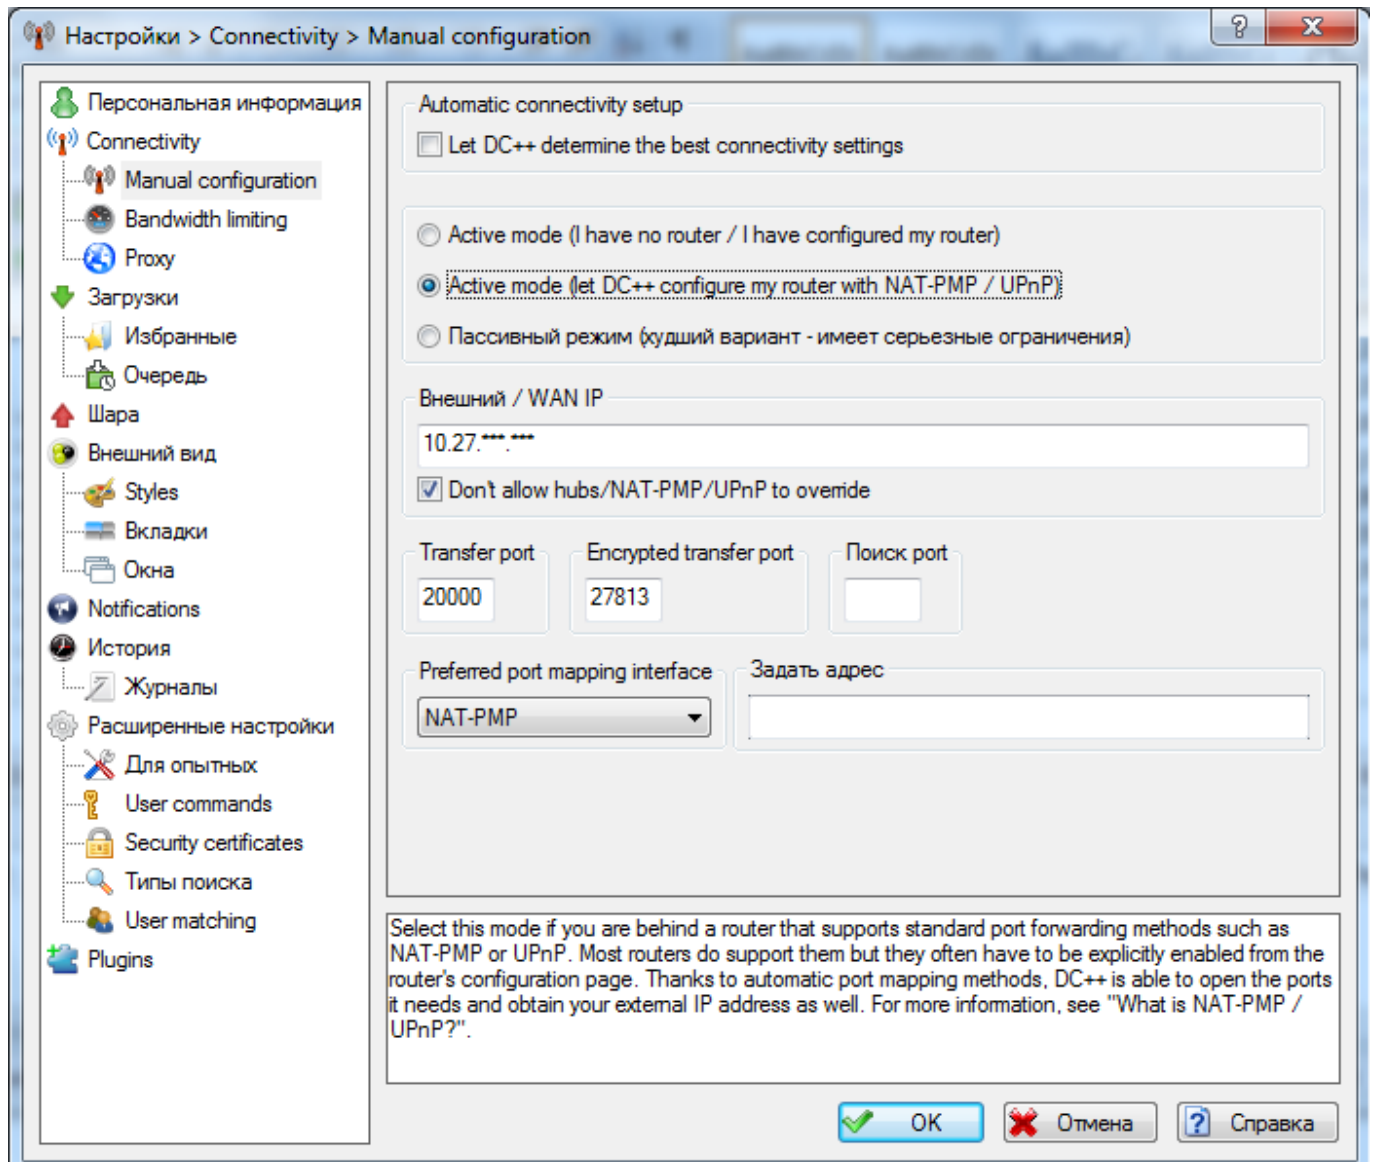 Настройки > Connectivity > Manual configuration
Персональная информация
Connectivity
Manual configuration
Bandwidth limiting
Proxy
Загрузки
Избранные
Очередь
Шара
Внешний вид
Styles
Вкладки
Окна
Notifications
История
Журналы
Расширенные настройки
Для опытных
User commands
Security certificates
Типы поиска
User matching
Plugins
Automatic connectivity setup
Let DC++ determine the best connectivity settings
Active mode (I have no router / I have configured my router)
Active mode (let DC++ configure my router with NAT-PMP / UPnP)
Пассивный режим (худший вариант - имеет серьезные ограничения)
Внешний / WAN IP
10.27.***.***
Don't allow hubs/NAT-PMP/UPnP to override
Transfer port Encrypted transfer port Поиск port
20000 27813
Preferred port mapping interface Задать адрес
NAT-PMP
Select this mode if you are behind a router that supports standard port forwarding methods such as
NAT-PMP or UPnP. Most routers do support them but they often have to be explicitly enabled from the
router's configuration page. Thanks to automatic port mapping methods, DC++ is able to open the ports
it needs and obtain your external IP address as well. For more information, see "What is NAT-PMP /
UPnP?".
OK Отмена Справка